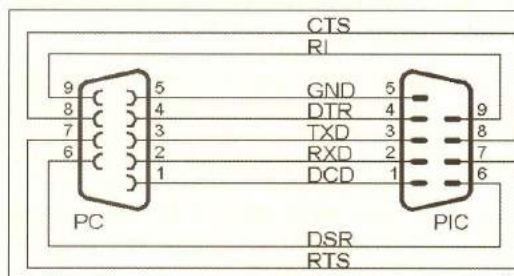 CTS
RI
9 5 GND 5
8 4 DTR 4 9
7 3 TXD 3 8
6 2 RXD 2 7
1 DCD 1 6
PC PIC
DSR
RTS